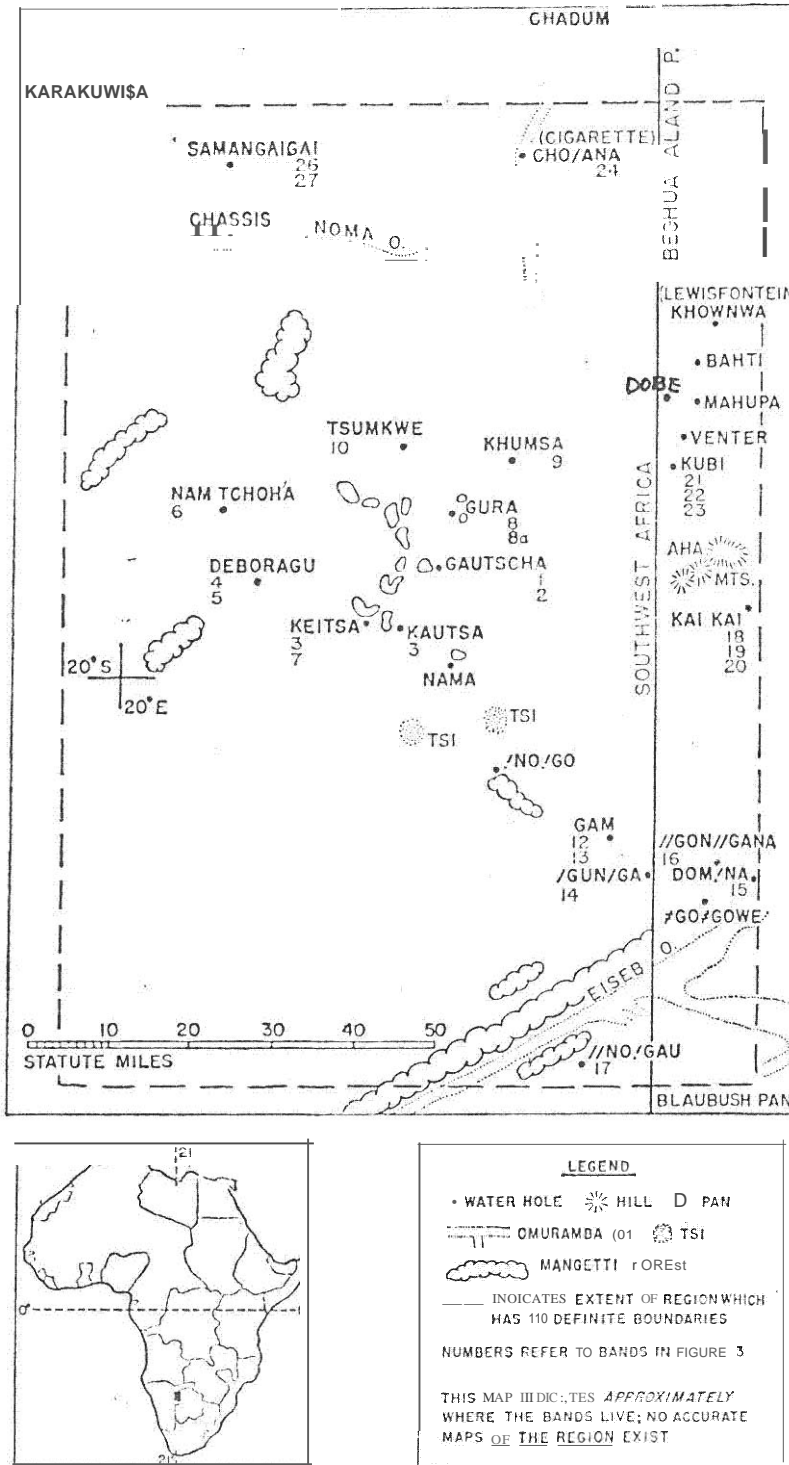 CHADUM
KARAKUWI$A
SAMANGAIGAI
26
27
(CIGARETTE)
CHO/ANA
24
BECHUA ALAND P.
CHASSIS
NOMA O.
(LEWISFONTEIN
KHOWNWA
BAHTI
DOBE
MAHUPA
VENTER
TSUMKWE
10
KHUMSA
9
KUBI
21
22
23
NAM TCHOHA
6
GURA
8
8a
AHA
MTS.
DEBORAGU
4
5
GAUTSCHA
1
2
SOUTHWEST AFRICA
KEITSA
3
7
KAUTSA
3
KAI KAI
18
19
20
20°S
20°E
NAMA
TSI
TSI
/NO/GO
GAM
12
13
//GON//GANA
16
/GUN/GA
14
DOM/NA
15
≠GO≠GOWE
EISEB O.
0 10 20 30 40 50
STATUTE MILES
//NO/GAU
17
BLAUBUSH PAN
21
0°
21
LEGEND
• WATER HOLE HILL D PAN
OMURAMBA (01 TSI
MANGETTI rOREst
INOICATES EXTENT OF REGION WHICH
HAS 110 DEFINITE BOUNDARIES
NUMBERS REFER TO BANDS IN FIGURE 3
THIS MAP IIIDIC:,TES APPROXIMATELY
WHERE THE BANDS LIVE; NO ACCURATE
MAPS OF THE REGION EXIST